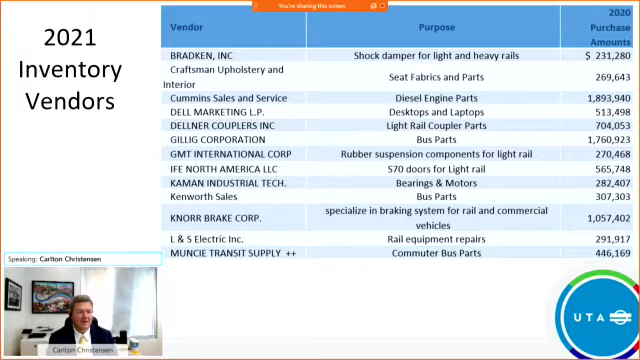 You're sharing this screen
2021
Inventory
Vendors
Vendor Purpose 2020 Purchase Amounts
BRADKEN, INC Shock damper for light and heavy rails $ 231,280
Craftsman Upholstery and Interior Seat Fabrics and Parts 269,643
Cummins Sales and Service Diesel Engine Parts 1,893,940
DELL MARKETING L.P. Desktops and Laptops 513,498
DELLNER COUPLERS INC Light Rail Coupler Parts 704,053
GILLIG CORPORATION Bus Parts 1,760,923
GMT INTERNATIONAL CORP Rubber suspension components for light rail 270,468
IFE NORTH AMERICA LLC S70 doors for Light rail 565,748
KAMAN INDUSTRIAL TECH. Bearings & Motors 282,407
Kenworth Sales Bus Parts 307,303
KNORR BRAKE CORP. specialize in braking system for rail and commercial vehicles 1,057,402
L & S Electric Inc. Rail equipment repairs 291,917
MUNCIE TRANSIT SUPPLY ++ Commuter Bus Parts 446,169
Speaking: Carlton Christensen
Carlton Christensen
UTA